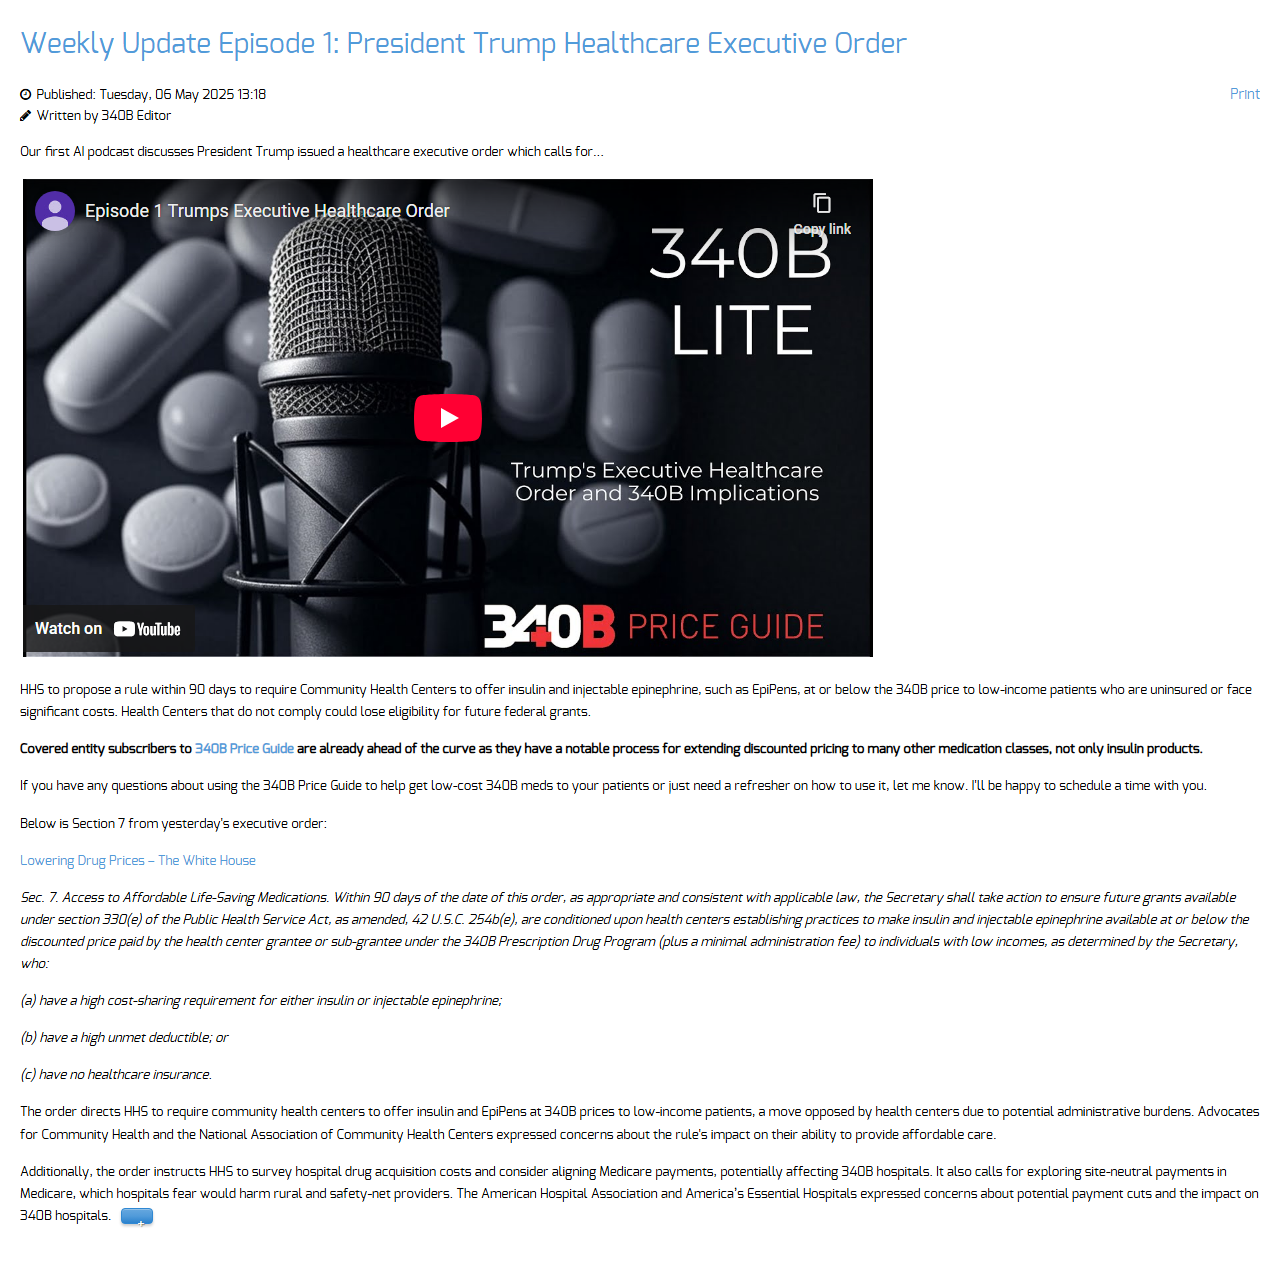 Weekly Update Episode 1: President Trump Healthcare Executive Order
Published: Tuesday, 06 May 2025 13:18
Print
Written by 340B Editor
Our first AI podcast discusses President Trump issued a healthcare executive order which calls for...
Episode 1 Trumps Executive Healthcare Order
Copy link
340B
LITE
Trump's Executive Healthcare
Order and 340B Implications
Watch on YouTube
340B PRICE GUIDE
HHS to propose a rule within 90 days to require Community Health Centers to offer insulin and injectable epinephrine, such as EpiPens, at or below the 340B price to low-income patients who are uninsured or face
significant costs. Health Centers that do not comply could lose eligibility for future federal grants.
Covered entity subscribers to 340B Price Guide are already ahead of the curve as they have a notable process for extending discounted pricing to many other medication classes, not only insulin products.
If you have any questions about using the 340B Price Guide to help get low-cost 340B meds to your patients or just need a refresher on how to use it, let me know. I'll be happy to schedule a time with you.
Below is Section 7 from yesterday's executive order:
Lowering Drug Prices – The White House
Sec. 7. Access to Affordable Life-Saving Medications. Within 90 days of the date of this order, as appropriate and consistent with applicable law, the Secretary shall take action to ensure future grants available
under section 330(e) of the Public Health Service Act, as amended, 42 U.S.C. 254b(e), are conditioned upon health centers establishing practices to make insulin and injectable epinephrine available at or below the
discounted price paid by the health center grantee or sub-grantee under the 340B Prescription Drug Program (plus a minimal administration fee) to individuals with low incomes, as determined by the Secretary,
who:
(a) have a high cost-sharing requirement for either insulin or injectable epinephrine;
(b) have a high unmet deductible; or
(c) have no healthcare insurance.
The order directs HHS to require community health centers to offer insulin and EpiPens at 340B prices to low-income patients, a move opposed by health centers due to potential administrative burdens. Advocates
for Community Health and the National Association of Community Health Centers expressed concerns about the rule's impact on their ability to provide affordable care.
Additionally, the order instructs HHS to survey hospital drug acquisition costs and consider aligning Medicare payments, potentially affecting 340B hospitals. It also calls for exploring site-neutral payments in
Medicare, which hospitals fear would harm rural and safety-net providers. The American Hospital Association and America's Essential Hospitals expressed concerns about potential payment cuts and the impact on
340B hospitals.